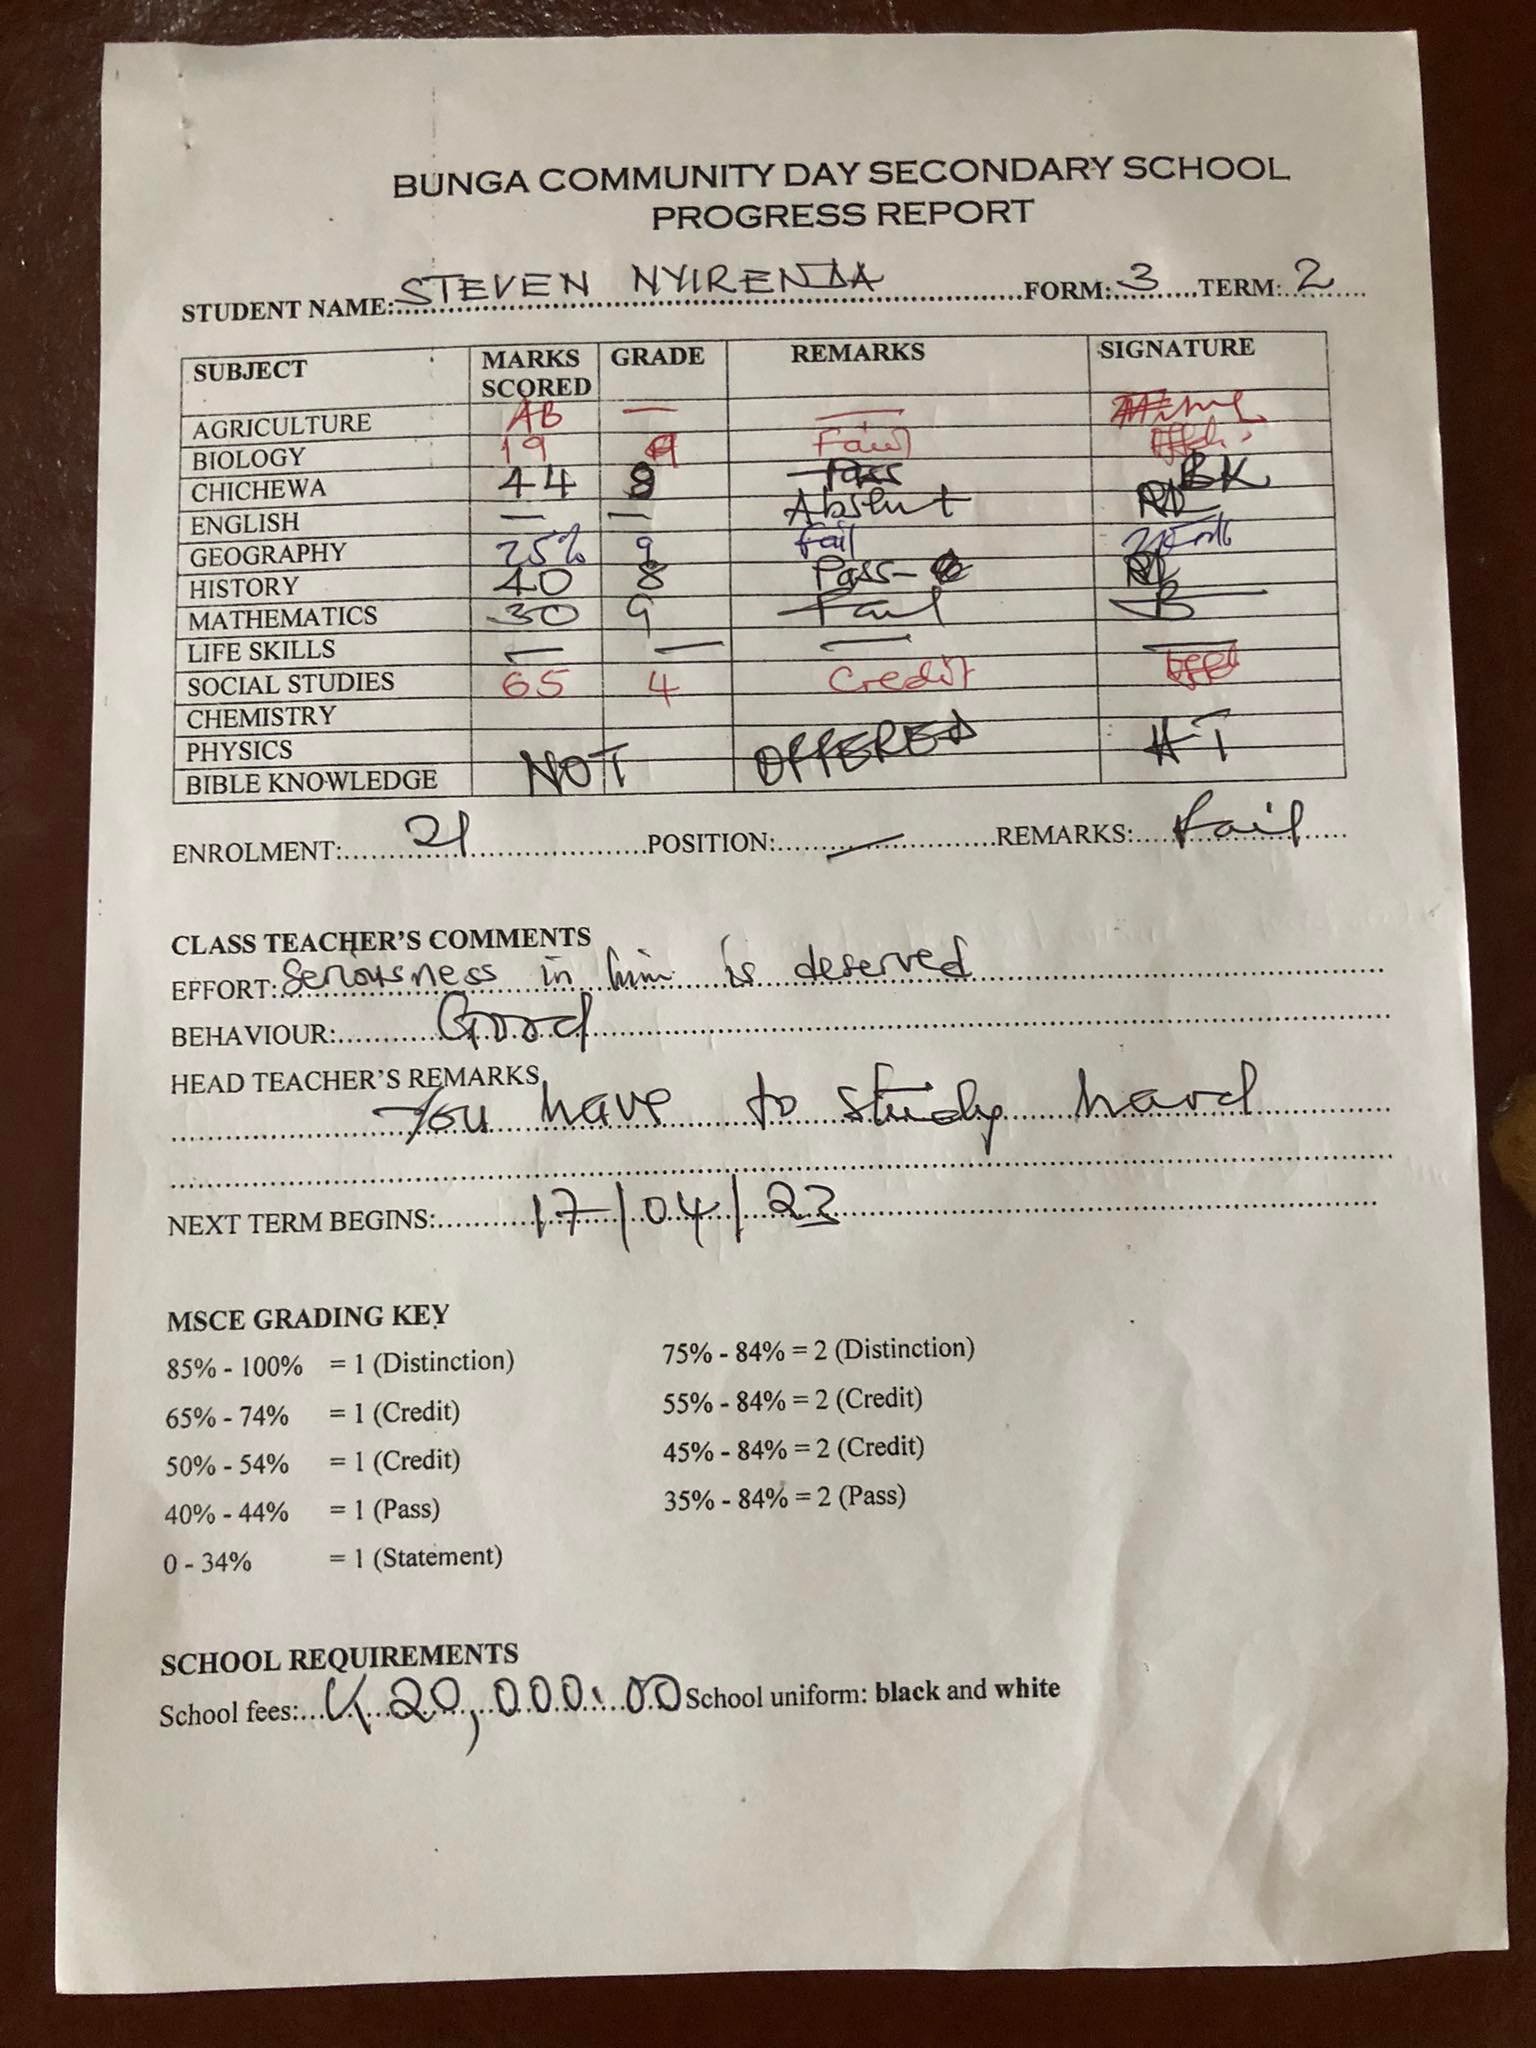 BUNGA COMMUNITY DAY SECONDARY SCHOOL
PROGRESS REPORT
STUDENT NAME: STEVEN NYIRENDA FORM: 3 TERM: 2
SUBJECT MARKS SCORED GRADE REMARKS SIGNATURE
AGRICULTURE AB — —
BIOLOGY 19 9 Fail
CHICHEWA 44 8 Pass BK
ENGLISH — — Absent
GEOGRAPHY 25% 9 fail
HISTORY 40 8 Pass
MATHEMATICS 30 9 Fail
LIFE SKILLS — — — —
SOCIAL STUDIES 65 4 Credit
CHEMISTRY
PHYSICS NOT OFFERED HT
BIBLE KNOWLEDGE
ENROLMENT: 21 POSITION: — REMARKS: Fail
CLASS TEACHER'S COMMENTS
EFFORT: Seriousness in him is deserved
BEHAVIOUR: Good
HEAD TEACHER'S REMARKS
You have to study hard
NEXT TERM BEGINS: 17/04/23
MSCE GRADING KEY
85% - 100% = 1 (Distinction) 75% - 84% = 2 (Distinction)
65% - 74% = 1 (Credit) 55% - 84% = 2 (Credit)
50% - 54% = 1 (Credit) 45% - 84% = 2 (Credit)
40% - 44% = 1 (Pass) 35% - 84% = 2 (Pass)
0 - 34% = 1 (Statement)
SCHOOL REQUIREMENTS
School fees: K 20,000.00 School uniform: black and white